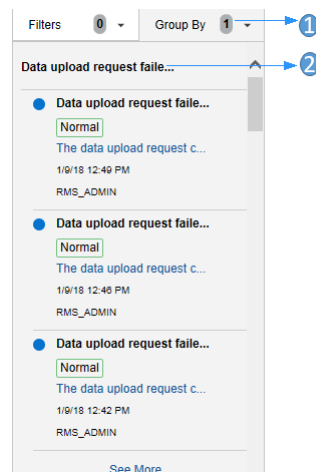 Filters 0 Group By 1 1
Data upload request faile... 2
Data upload request faile...
Normal
The data upload request c...
1/9/18 12:49 PM
RMS_ADMIN
Data upload request faile...
Normal
The data upload request c...
1/9/18 12:46 PM
RMS_ADMIN
Data upload request faile...
Normal
The data upload request c...
1/9/18 12:42 PM
RMS_ADMIN
See More